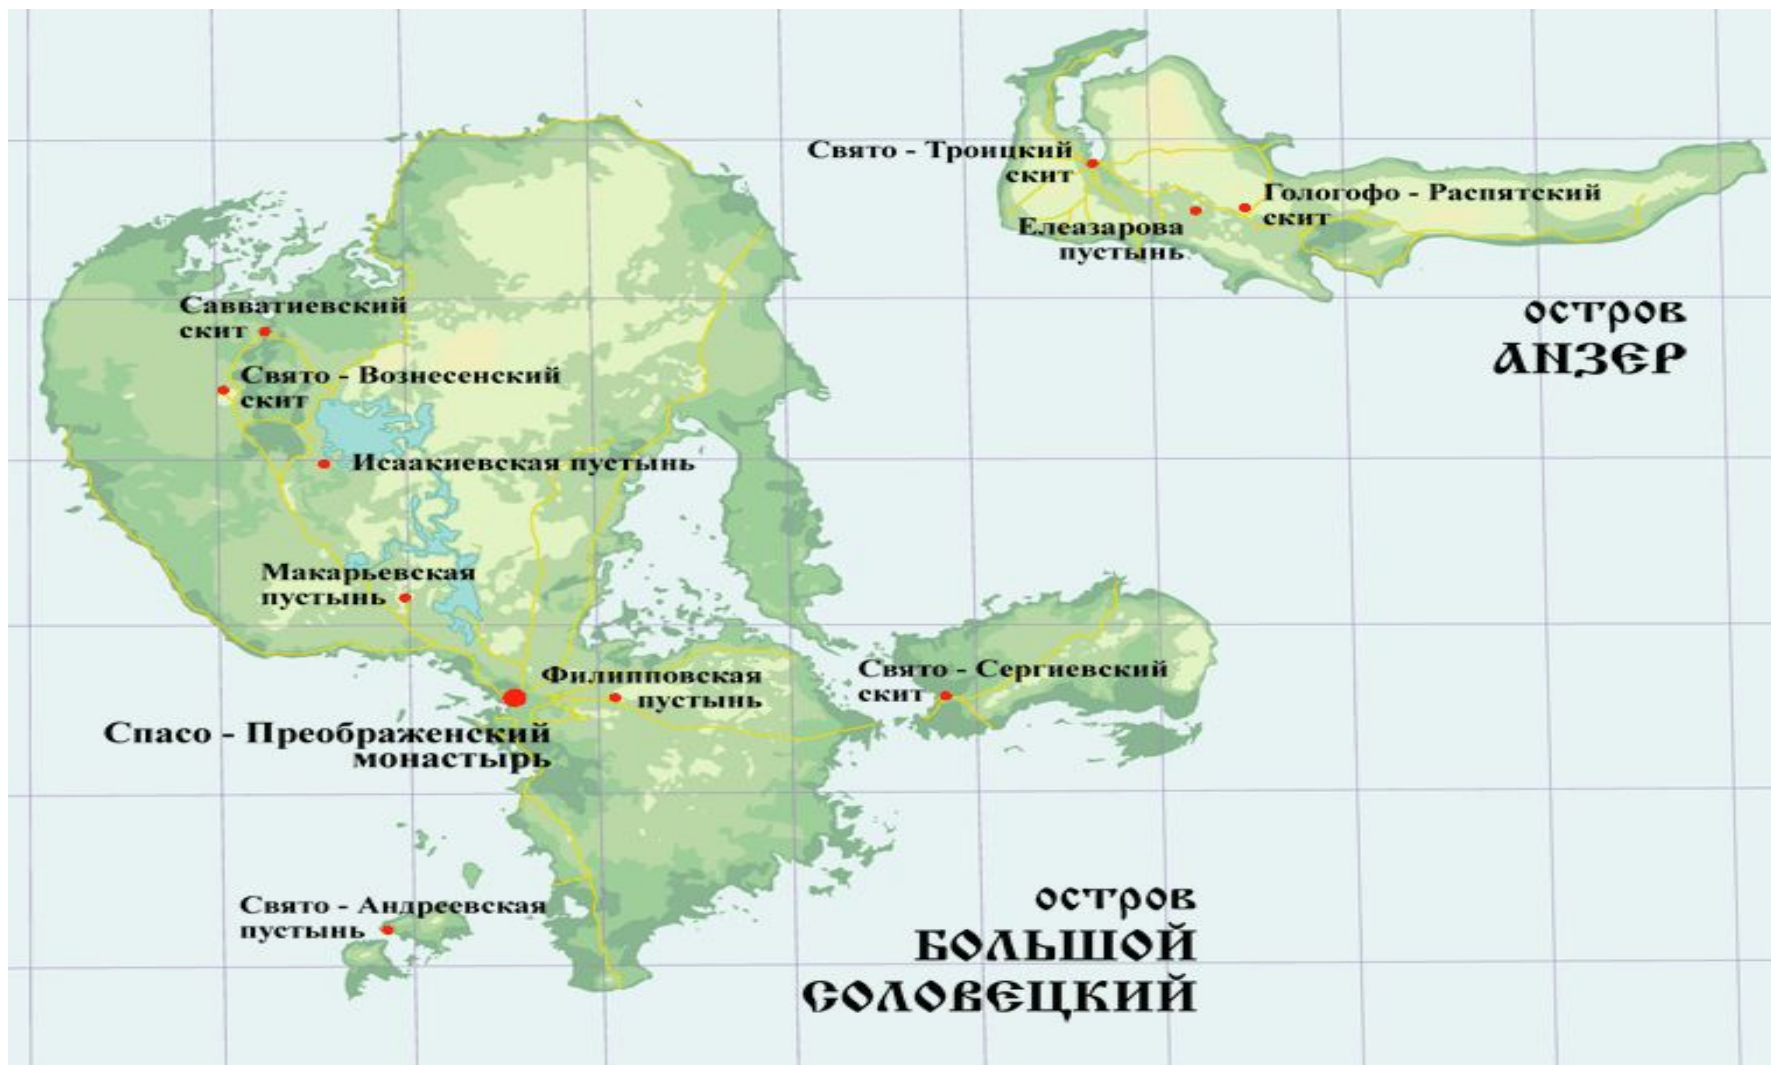 Свято - Троицкий
скит
Гологофо - Распятский
скит
Елеазарова
пустынь
остров
АНЗЕР
Савватиевский
скит
Свято - Вознесенский
скит
Исаакиевская пустынь
Макарьевская
пустынь
Филипповская
пустынь
Свято - Сергиевский
скит
Спасо - Преображенский
монастырь
Свято - Андреевская
пустынь
остров
БОЛЬШОЙ
СОЛОВЕЦКИЙ